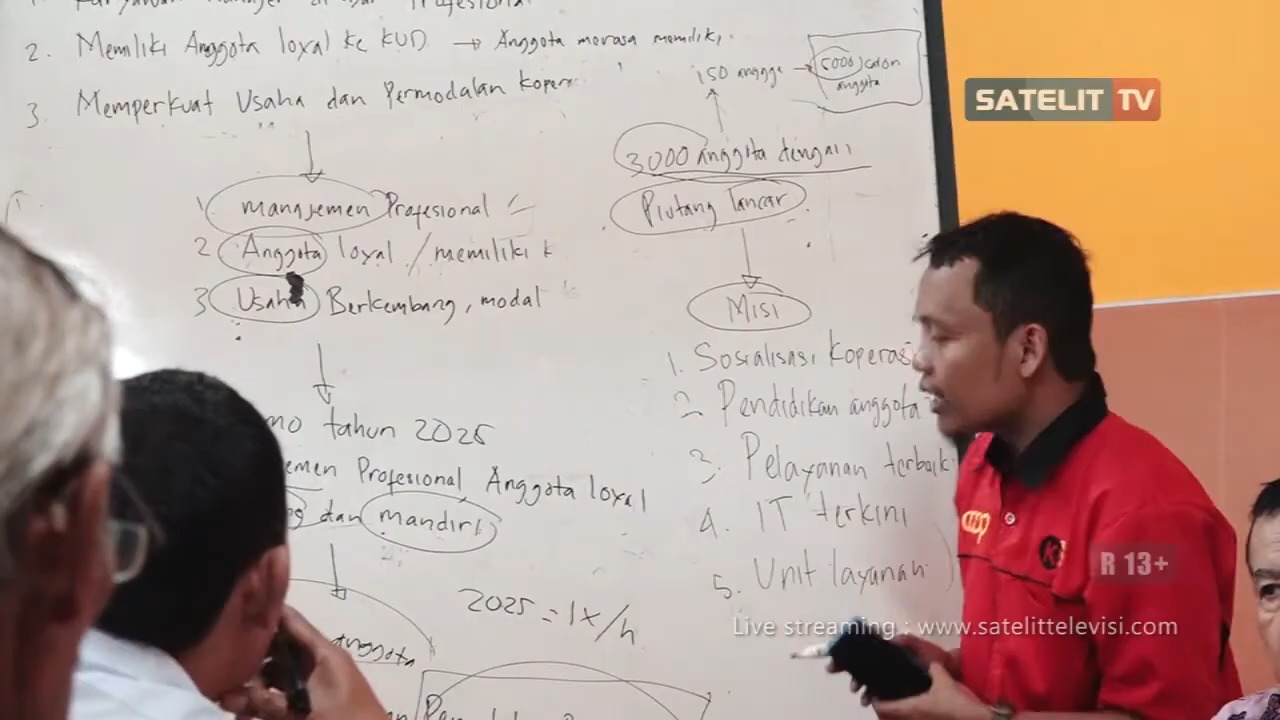 2. Memiliki Anggota loyal ke KUD → Anggota merasa memiliki.
3. Memperkuat Usaha dan Permodalan
1 manajemen Profesional
2 Anggota loyal / memiliki k
3 Usaha Berkembang, modal
tahun 2025
Profesional Anggota loyal
dan mandiri
2025 = 1x/h
150 → 5000 calon
anggota
3000 anggota dengan
Piutang lancar
Misi
1. Sosialisasi Koperasi
2. Pendidikan anggota
3. Pelayanan terbaik
4. IT terkini
5. Unit layanan
SATELIT TV
R 13+
Live streaming : www.satelittelevisi.com